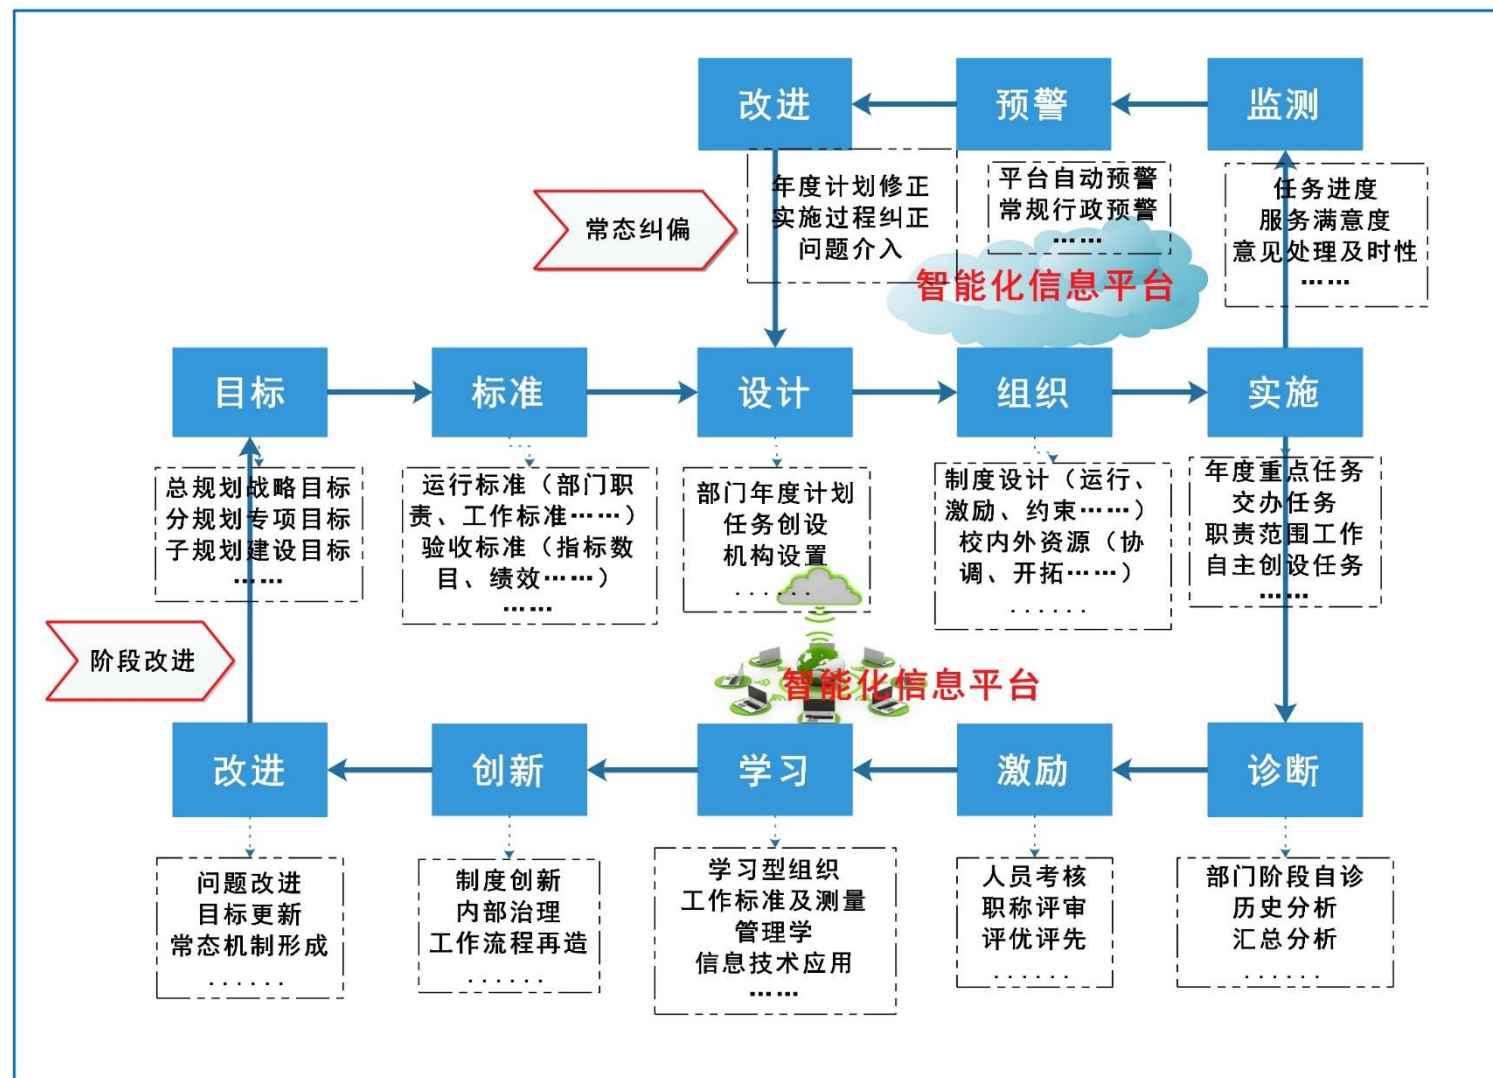 改进
预警
监测
年度计划修正
实施过程纠正
问题介入
平台自动预警
常规行政预警
……
任务进度
服务满意度
意见处理及时性
……
常态纠偏
智能化信息平台
目标
标准
设计
组织
实施
总规划战略目标
分规划专项目标
子规划建设目标
……
运行标准（部门职
责、工作标准……）
验收标准（指标数
目、绩效……）
……
部门年度计划
任务创设
机构设置
......
制度设计（运行、
激励、约束……）
校内外资源（协
调、开拓……）
......
年度重点任务
交办任务
职责范围工作
自主创设任务
……
阶段改进
智能化信息平台
改进
创新
学习
激励
诊断
问题改进
目标更新
常态机制形成
......
制度创新
内部治理
工作流程再造
......
学习型组织
工作标准及测量
管理学
信息技术应用
……
人员考核
职称评审
评优评先
......
部门阶段自诊
历史分析
汇总分析
......